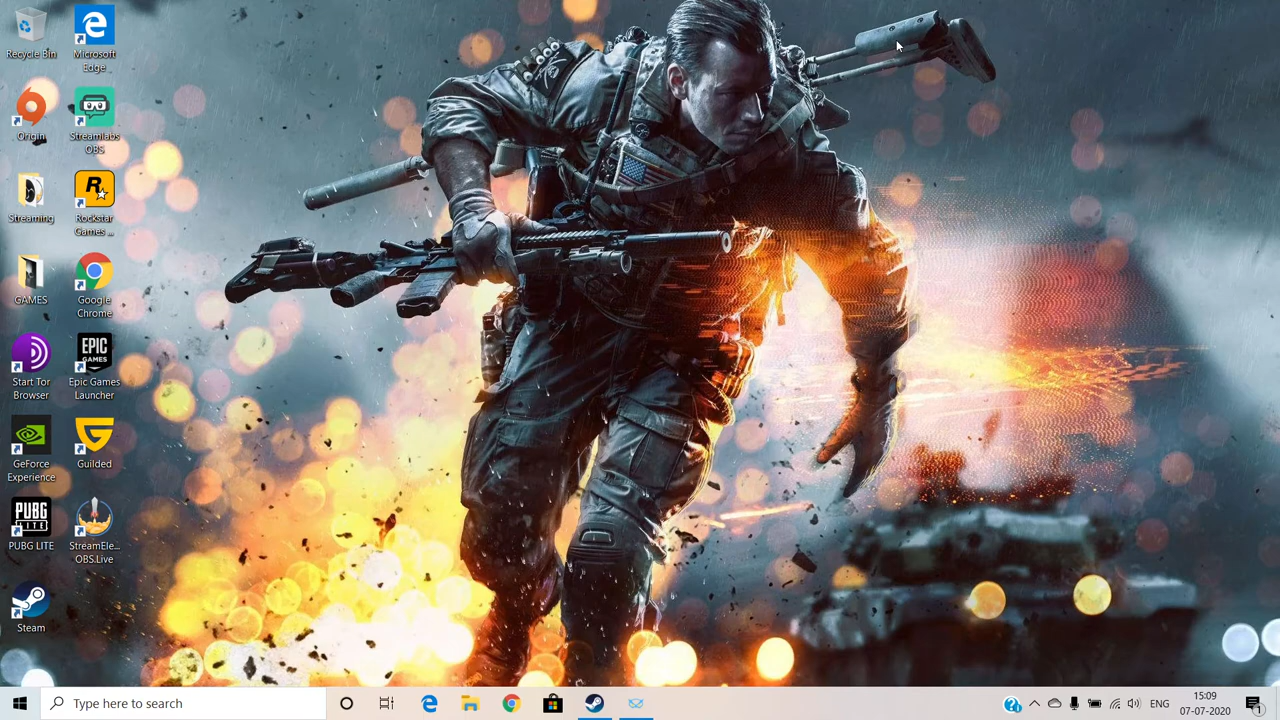 Recycle Bin
Microsoft
Edge
Origin
Streamlabs
OBS
Streaming
R
Rockstar
Games ...
GAMES
Google
Chrome
Start Tor
Browser
EPIC
GAMES
Epic Games
Launcher
GeForce
Experience
Guilded
PUBG
LITE
PUBG LITE
StreamEle...
OBS.Live
Steam
Type here to search
ENG
15:09
07-07-2020
1